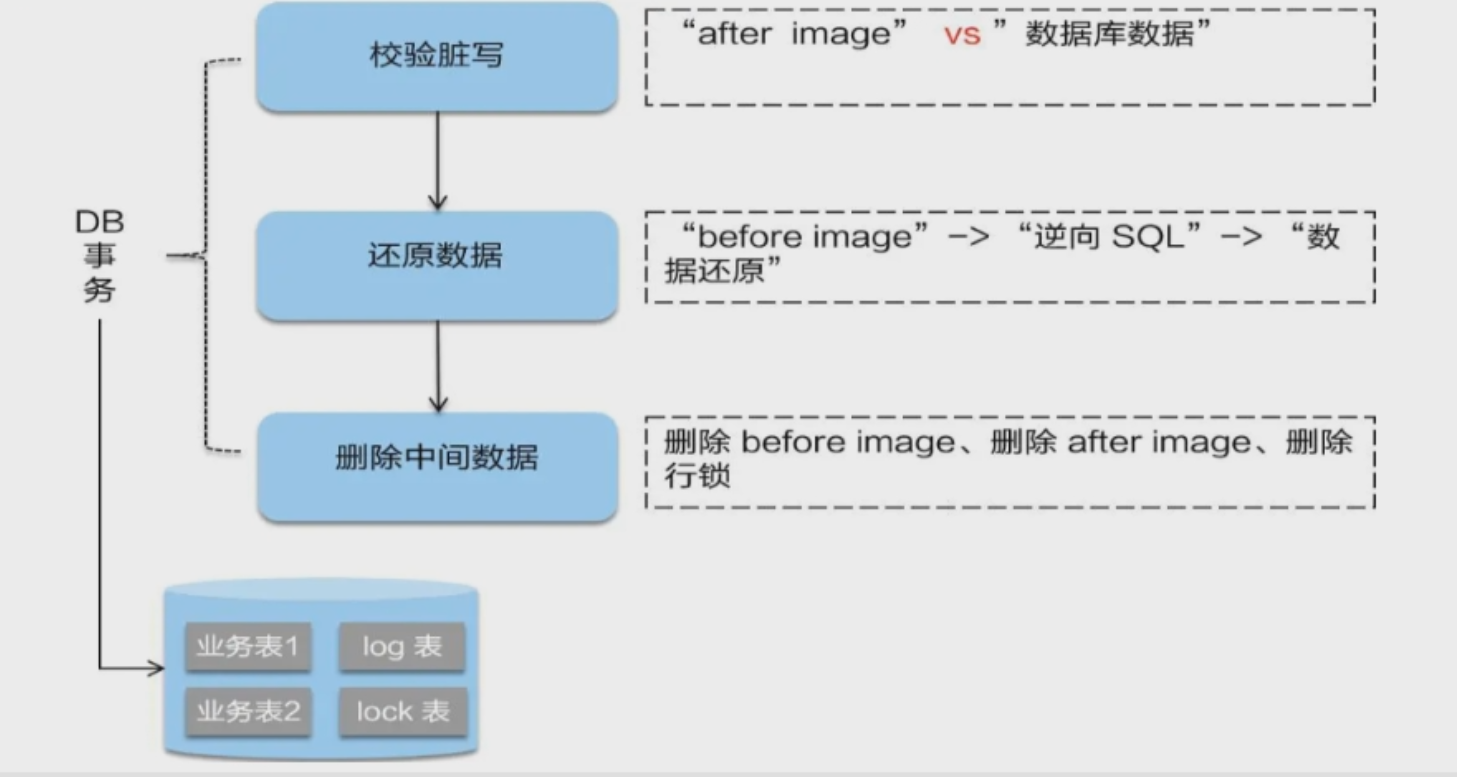 校验脏写
“after image” vs ”数据库数据”
DB
事
务
还原数据
“before image” —> “逆向 SQL” —> “数
据还原”
删除中间数据
删除 before image、删除 after image、删除
行锁
业务表1
log 表
业务表2
lock 表